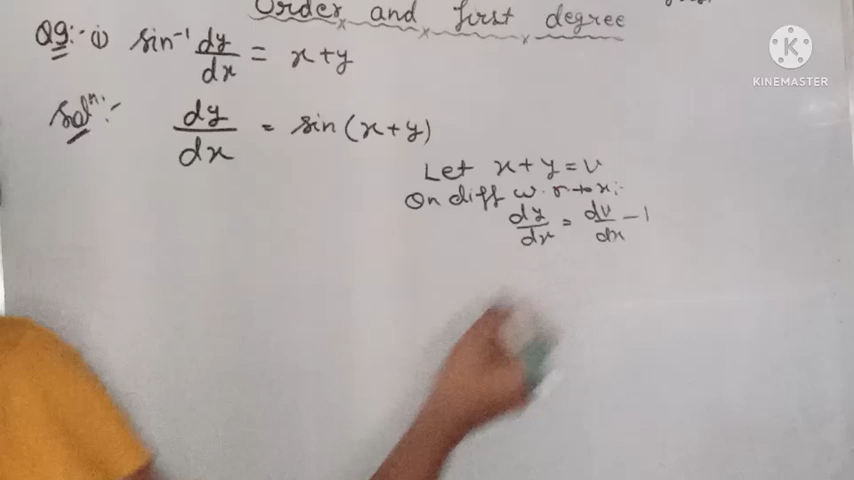 Order and first degree
Q9:- (i) sin⁻¹ dy/dx = x+y
Solⁿ:- dy/dx = sin(x+y)
Let x+y=v
On diff w.r.to x:-
dy/dx = dv/dx -1
KINEMASTER